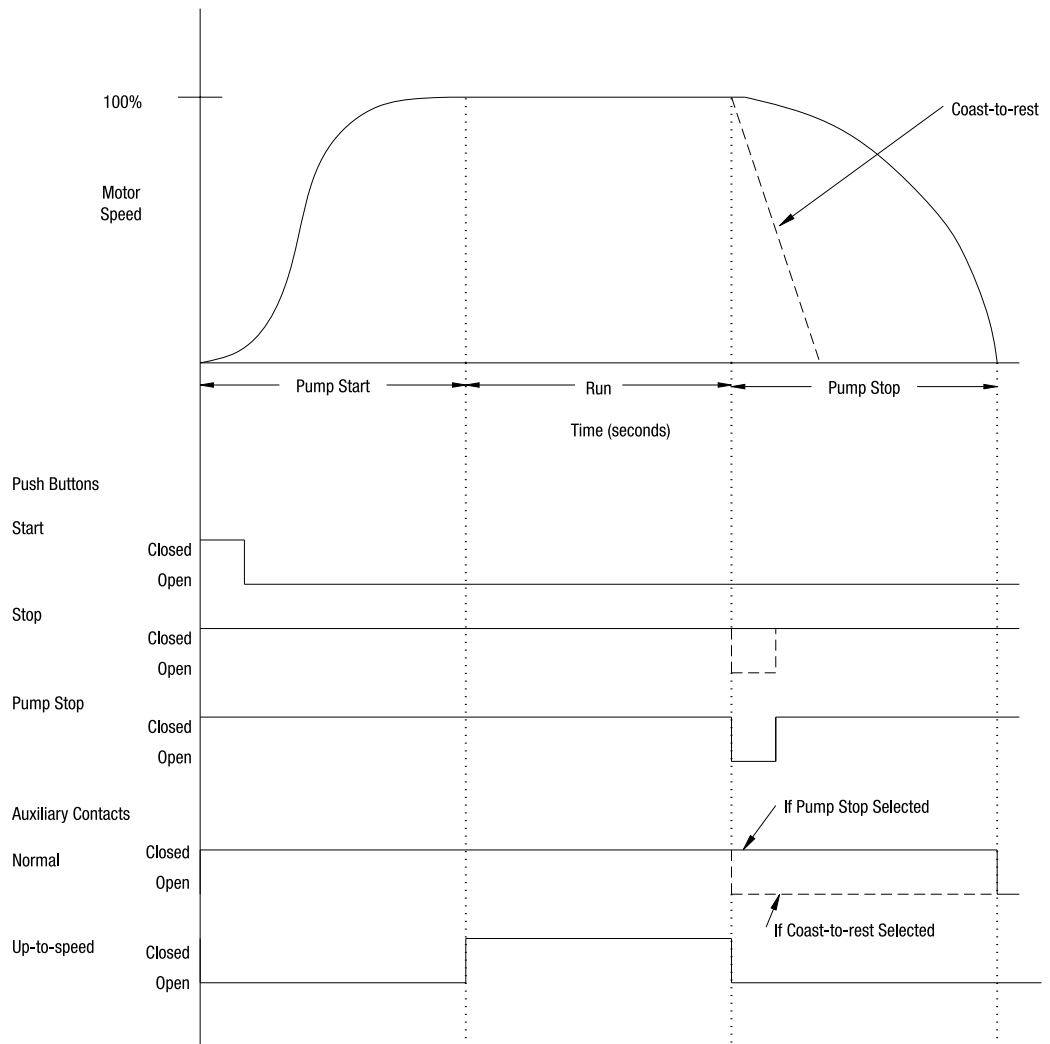 100%
Coast-to-rest
Motor
Speed
Pump Start
Run
Pump Stop
Time (seconds)
Push Buttons
Start
Closed
Open
Stop
Closed
Open
Pump Stop
Closed
Open
If Pump Stop Selected
Auxiliary Contacts
Normal
Closed
Open
If Coast-to-rest Selected
Up-to-speed
Closed
Open